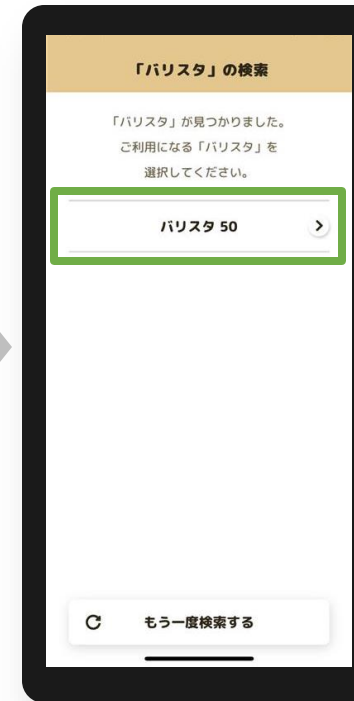 「バリスタ」の検索
「バリスタ」が見つかりました。
ご利用になる「バリスタ」を
選択してください。
バリスタ 50
もう一度検索する